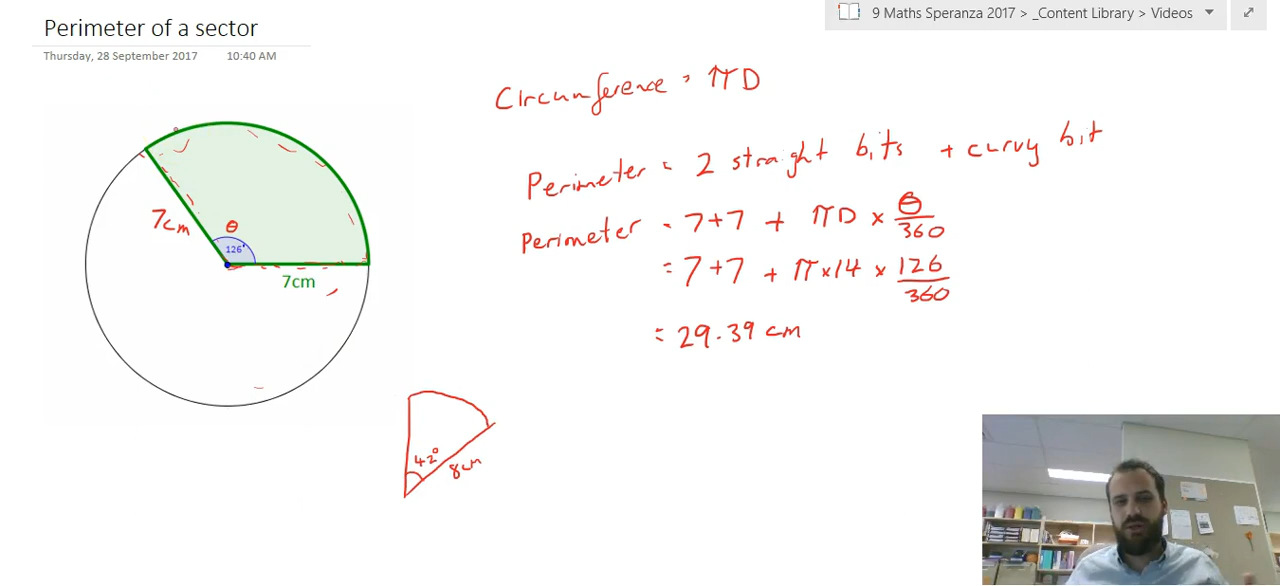 Perimeter of a sector
9 Maths Speranza 2017 > _Content Library > Videos
Thursday, 28 September 2017 10:40 AM
Circumference = πD
Perimeter = 2 straight bits + curvy bit
Perimeter = 7+7 + πD × θ/360
= 7+7 + π×14 × 126/360
= 29.39 cm
7cm
θ
126°
7cm
42°
8cm